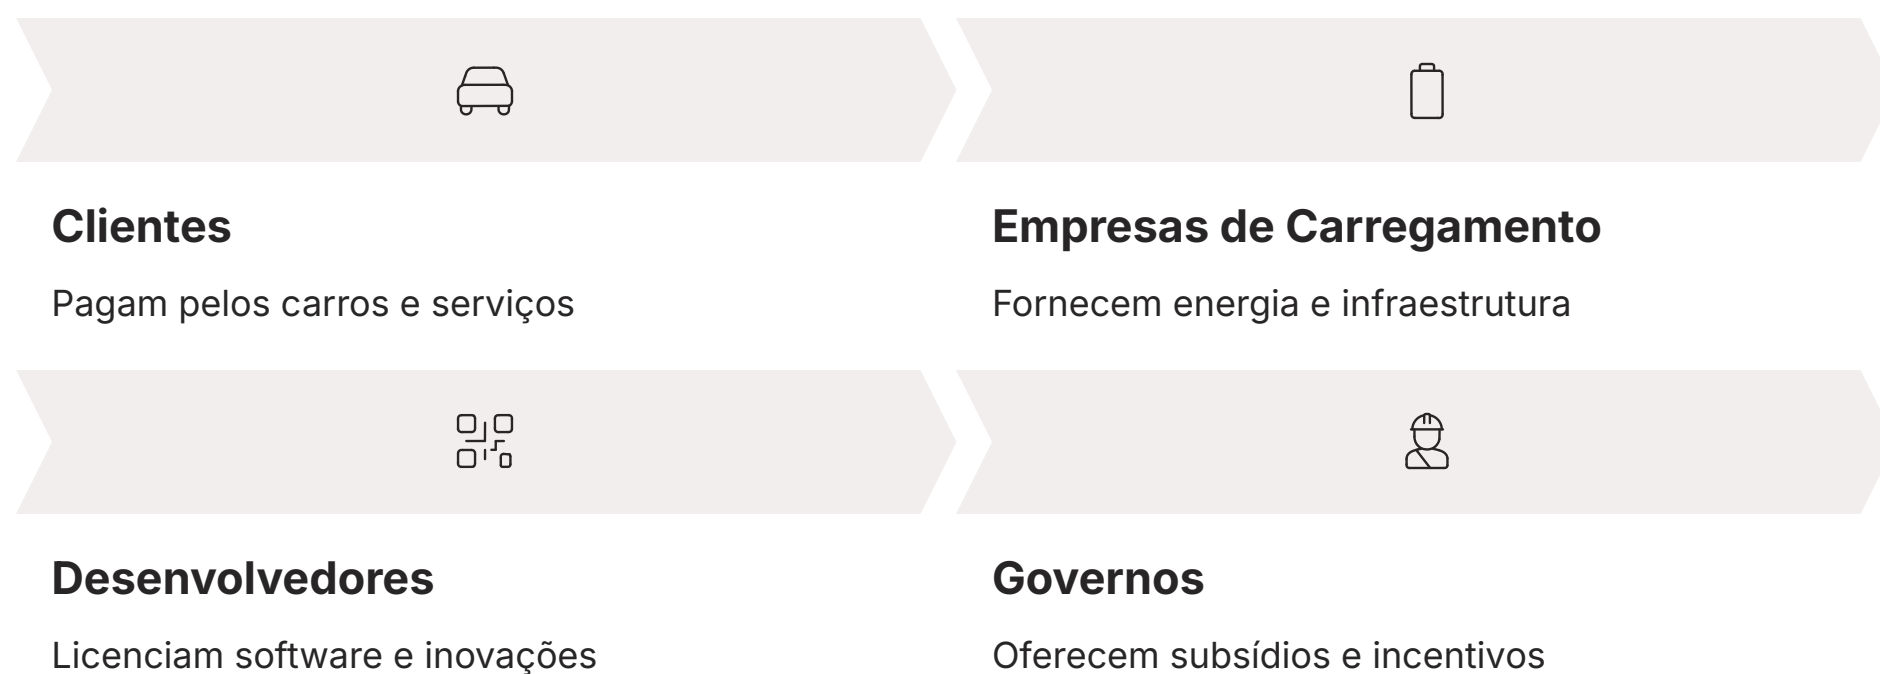 Clientes
Empresas de Carregamento
Pagam pelos carros e serviços
Fornecem energia e infraestrutura
Desenvolvedores
Governos
Licenciam software e inovações
Oferecem subsídios e incentivos